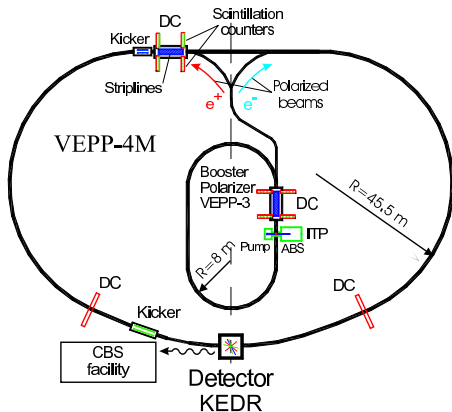 DC
Scintillation
counters
Kicker
Striplines
Polarized
beams
e+
e-
VEPP-4M
Booster
Polarizer
VEPP-3
DC
R=45,5 m
ITP
Pump
ABS
R=8 m
DC
DC
Kicker
CBS
facility
Detector
KEDR